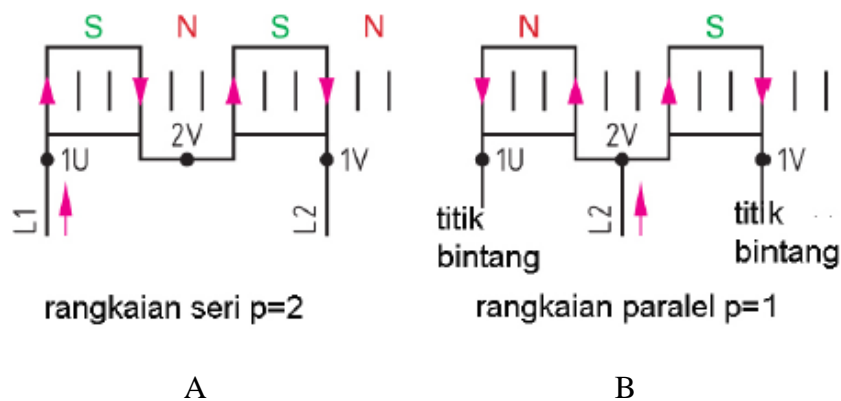 S N S N
2V
1U 1V
L1 L2
rangkaian seri p=2
A
N S
2V
1U 1V
titik
bintang
L2
titik
bintang
rangkaian paralel p=1
B